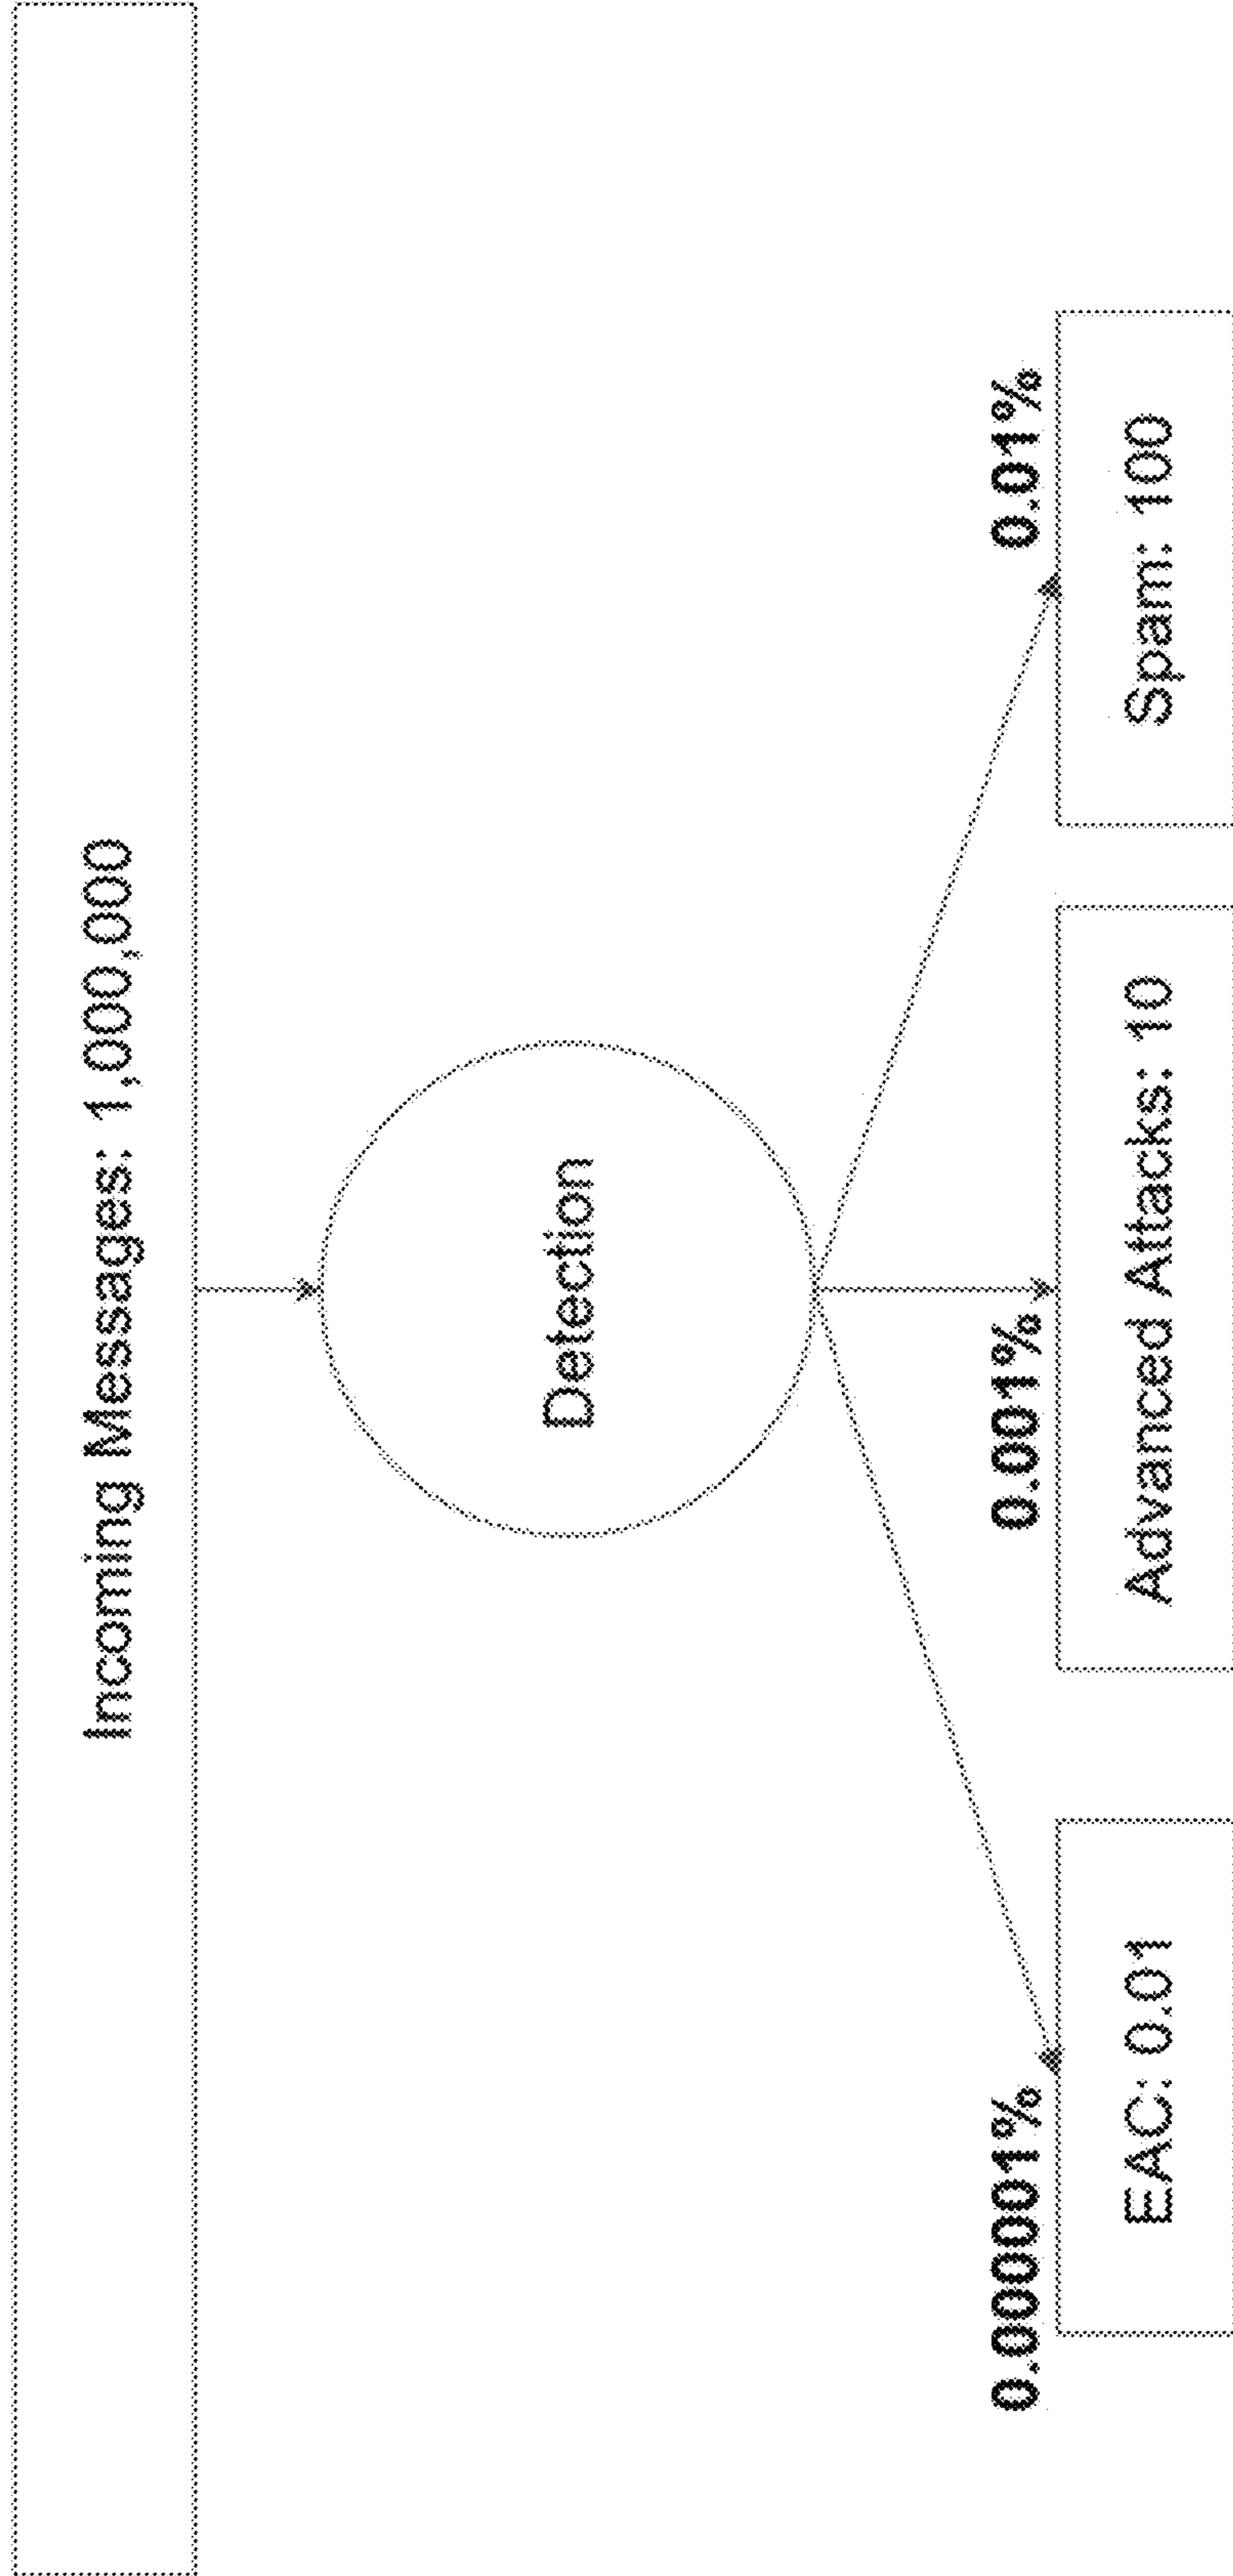 Incoming Messages: 1,000,000
Detection
0.000001%
0.001%
0.01%
EAC: 0.01
Advanced Attacks: 10
Spam: 100